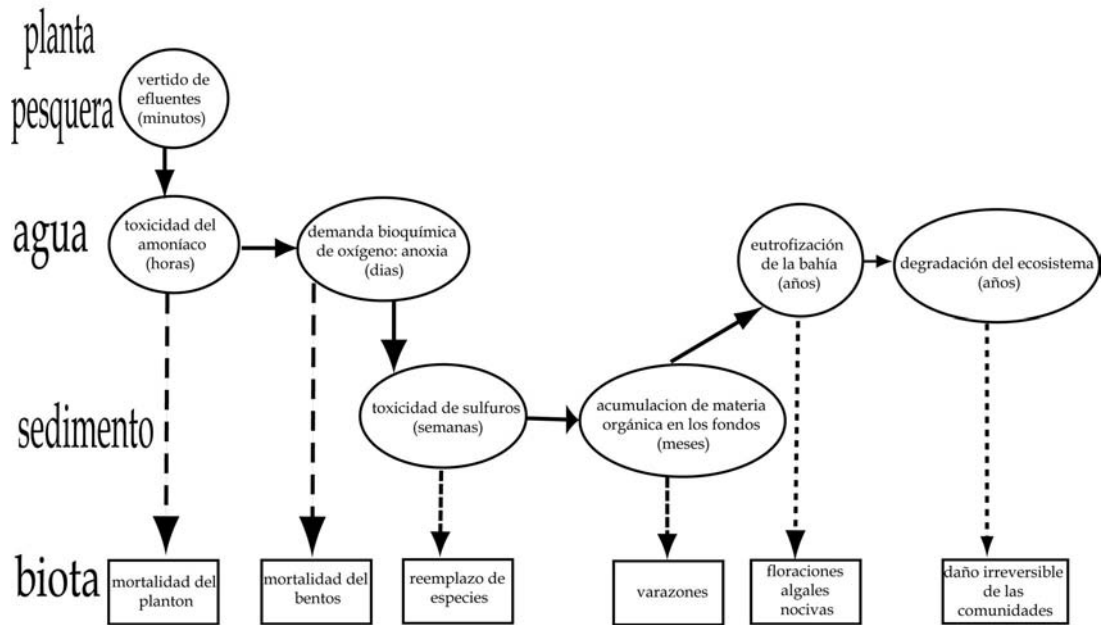 planta
pesquera
vertido de
efluentes
(minutos)
agua
toxicidad del
amoníaco
(horas)
demanda bioquímica
de oxígeno: anoxia
(dias)
eutrofización
de la bahía
(años)
degradación del ecosistema
(años)
sedimento
toxicidad de sulfuros
(semanas)
acumulacion de materia
orgánica en los fondos
(meses)
biota
mortalidad del
planton
mortalidad del
bentos
reemplazo de
especies
varazones
floraciones
algales
nocivas
daño irreversible
de las
comunidades